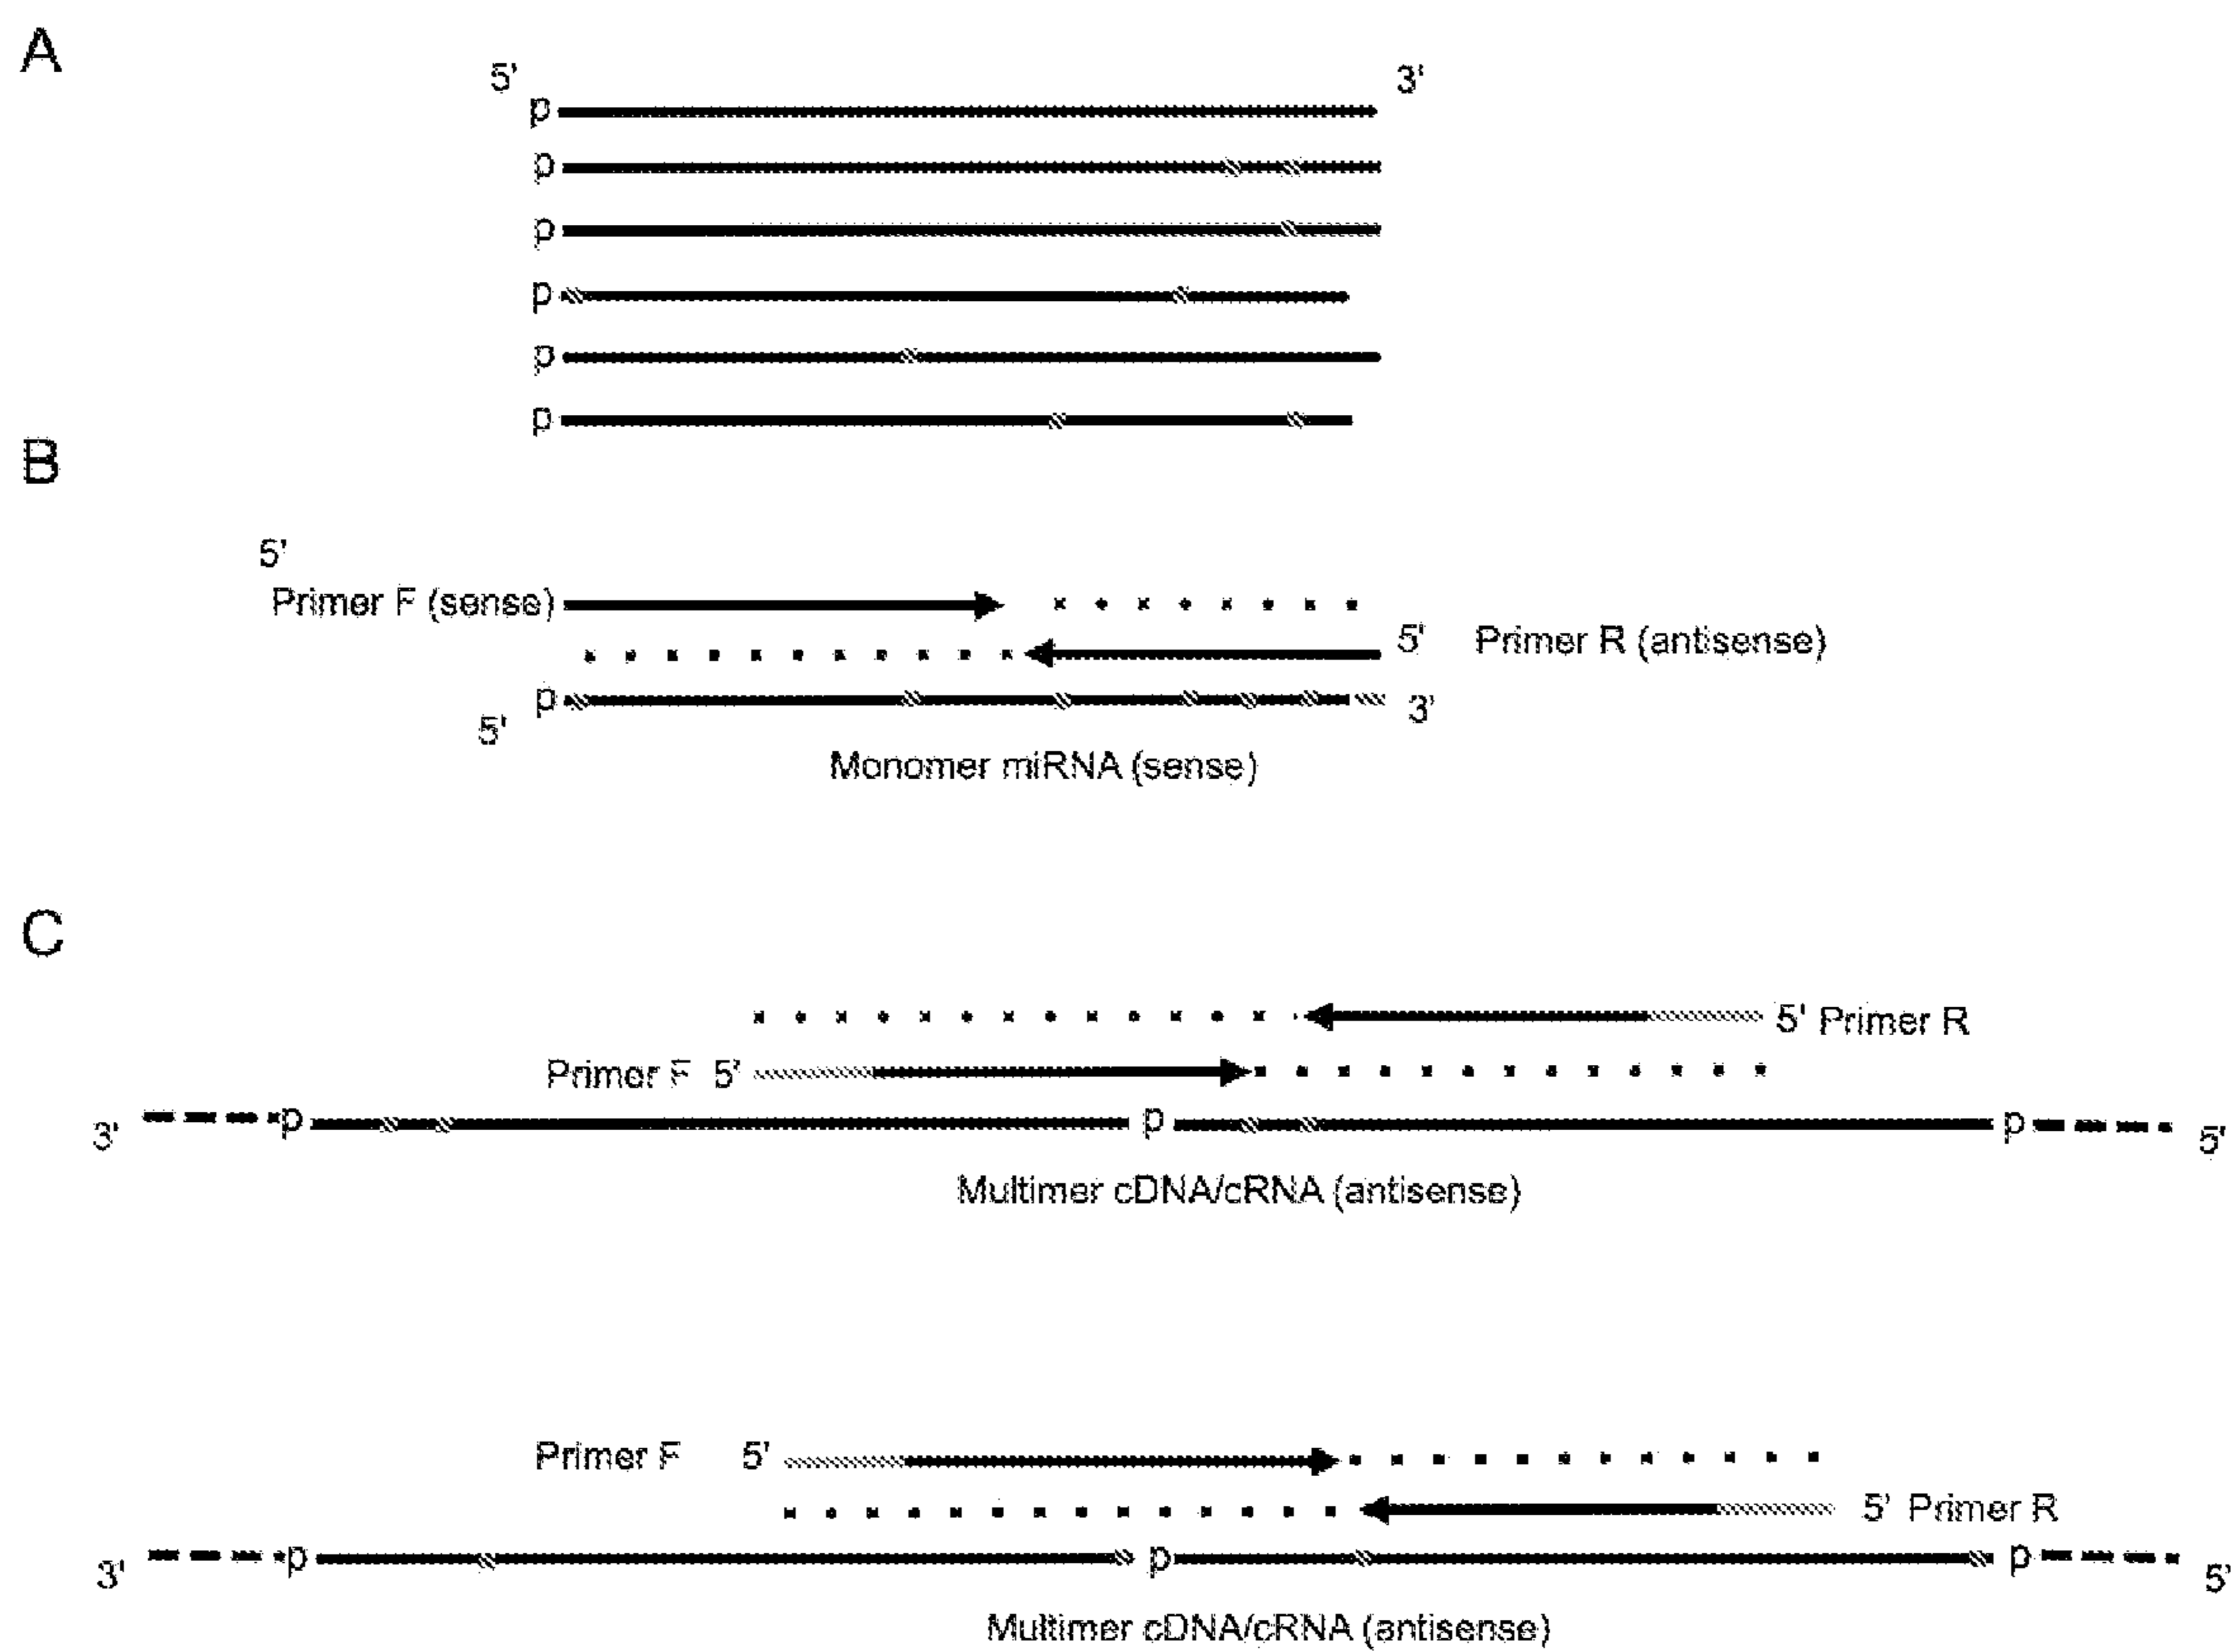 A
5' 3'
p
p
p
p
p
p
B
5'
Primer F (sense)
5' Primer R (antisense)
p
5' 3'
Monomer miRNA (sense)
C
5' Primer R
Primer F 5'
3' p p p 5'
Multimer cDNA/cRNA (antisense)
Primer F 5'
5' Primer R
3' p p p 5'
Multimer cDNA/cRNA (antisense)